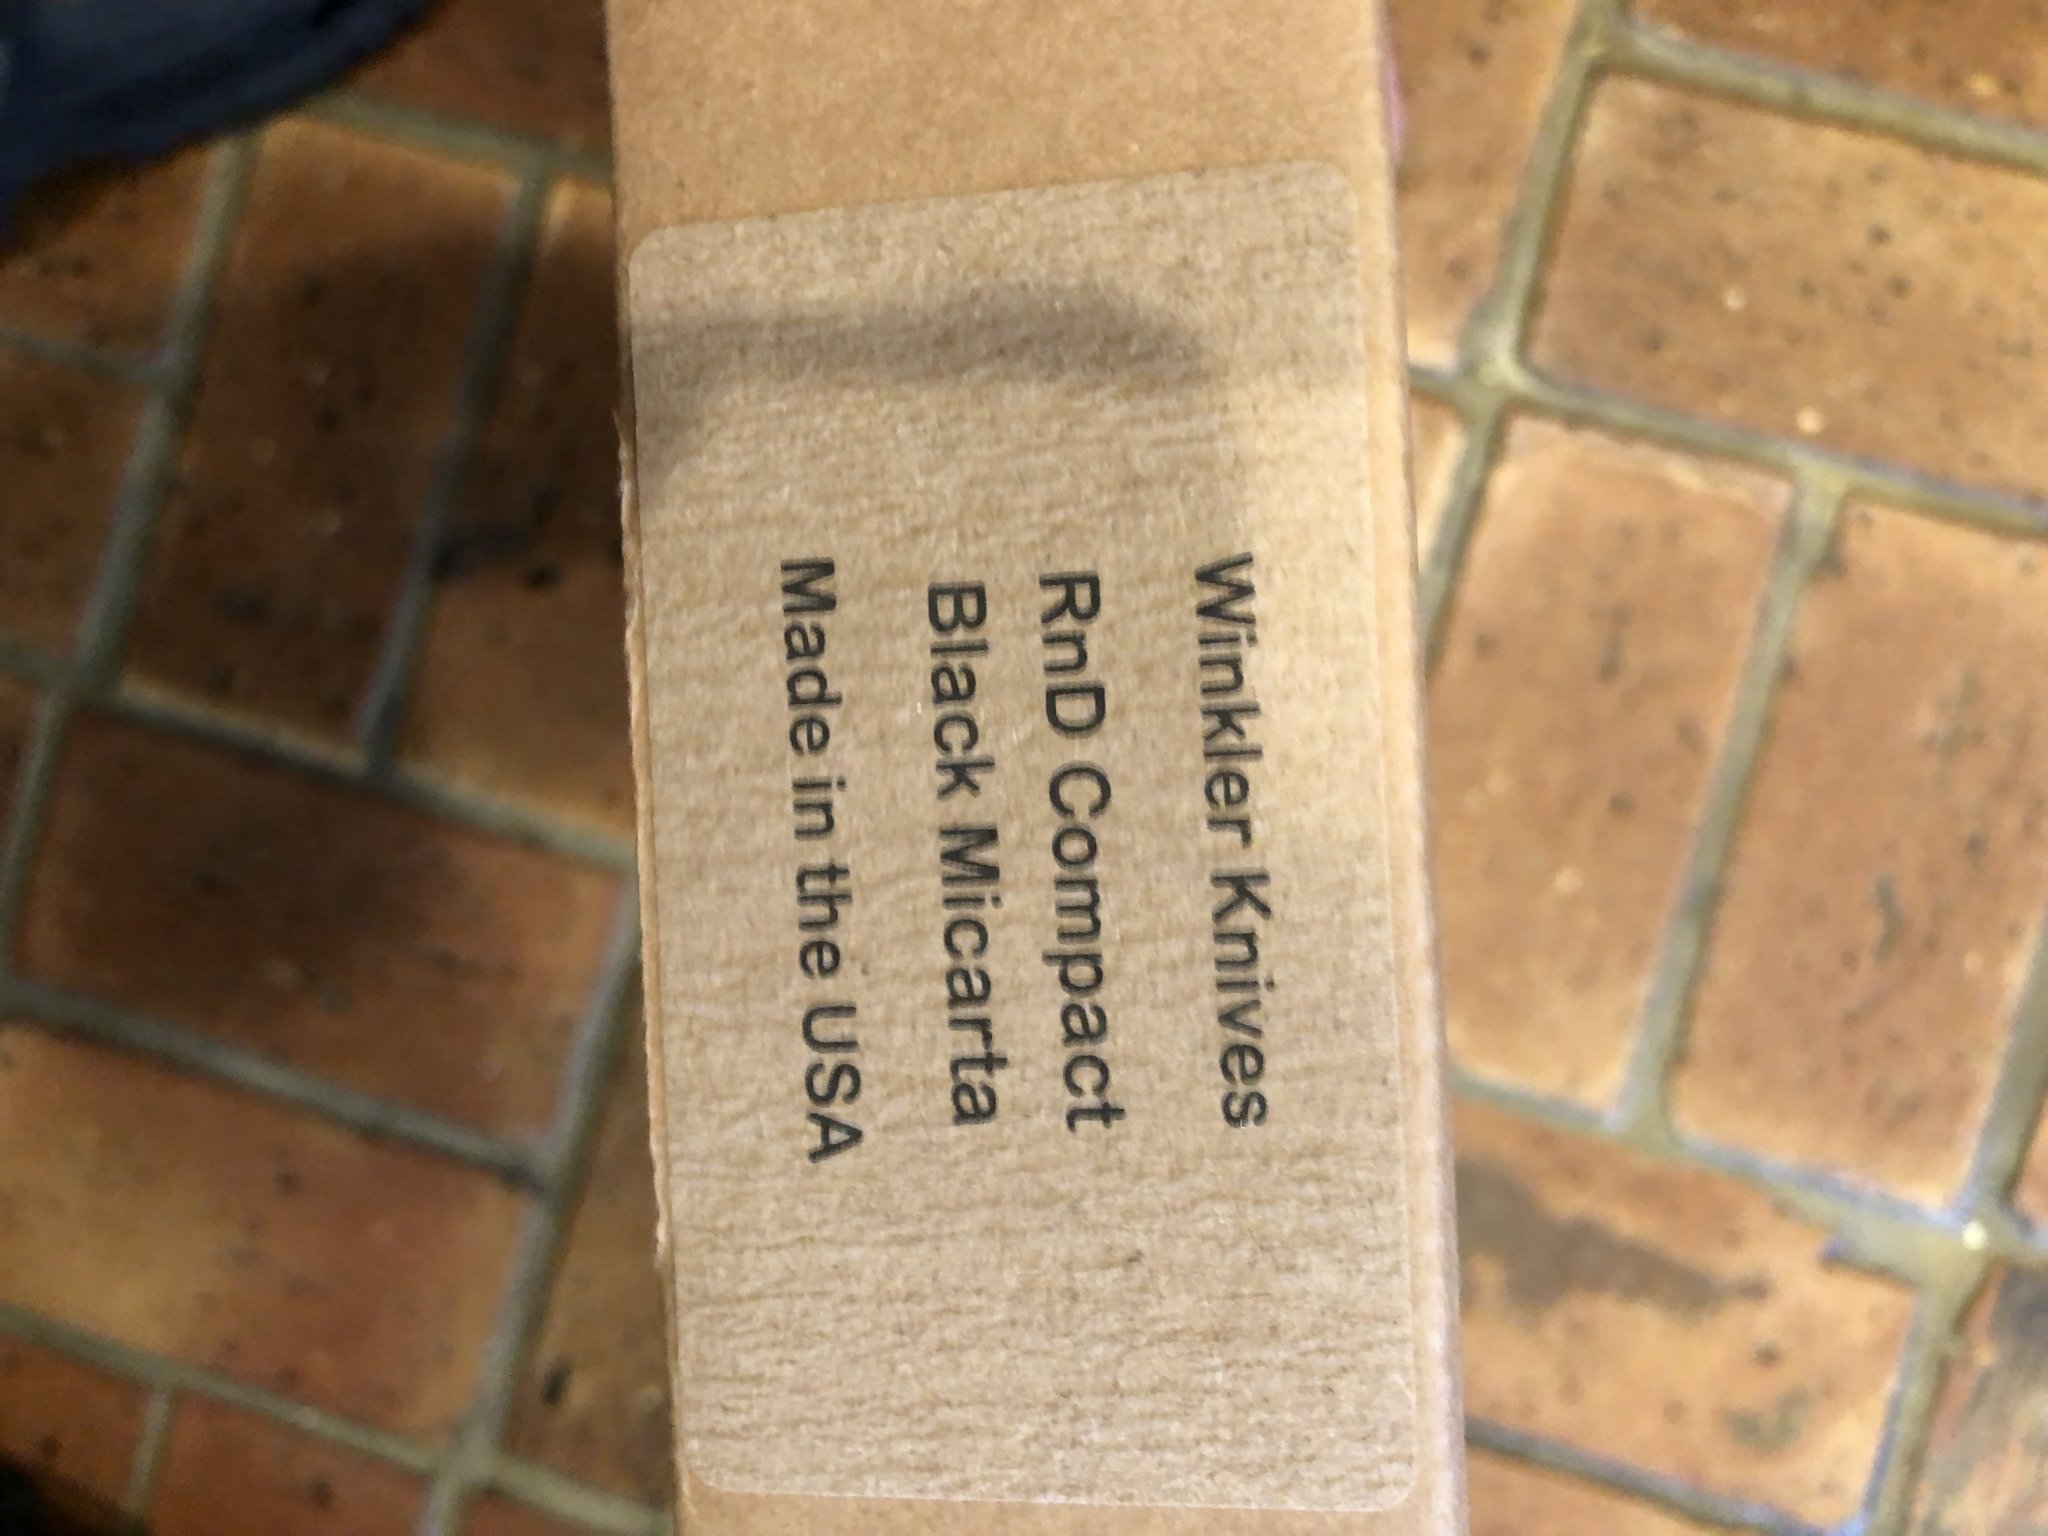 Winkler Knives
RnD Compact
Black Micarta
Made in the USA